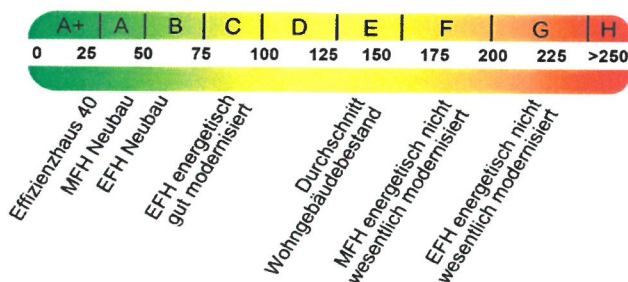 A+ A B C D E F G H
0 25 50 75 100 125 150 175 200 225 >250
Effizienzhaus 40
MFH Neubau
EFH Neubau
EFH energetisch
gut modernisiert
Durchschnitt
Wohngebäudebestand
MFH energetisch nicht
wesentlich modernisiert
EFH energetisch nicht
wesentlich modernisiert